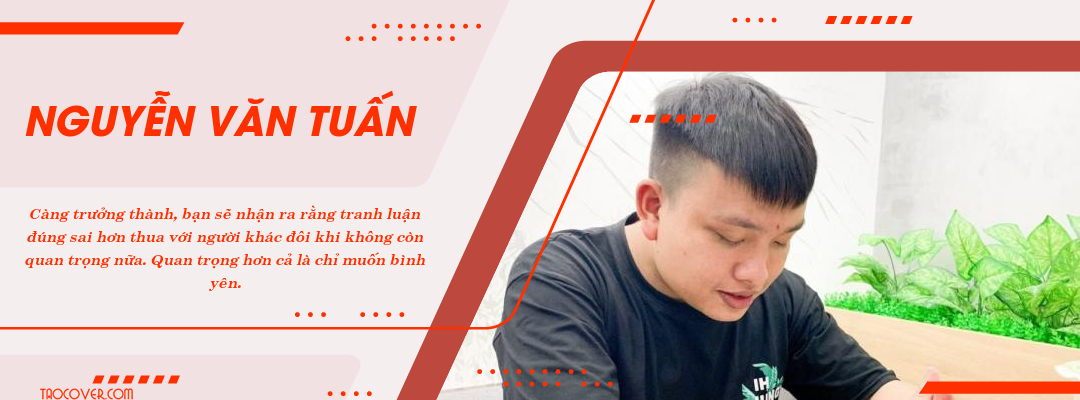 NGUYỄN VĂN TUẤN
Càng trưởng thành, bạn sẽ nhận ra rằng tranh luận
đúng sai hơn thua với người khác đôi khi không còn
quan trọng nữa. Quan trọng hơn cả là chỉ muốn bình
yên.
TAOCOVER.COM